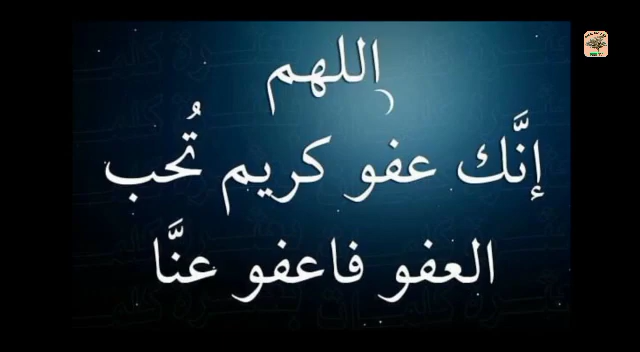 اللهم
إنَّك عفو كريم تُحب
العفو فاعفو عنَّا